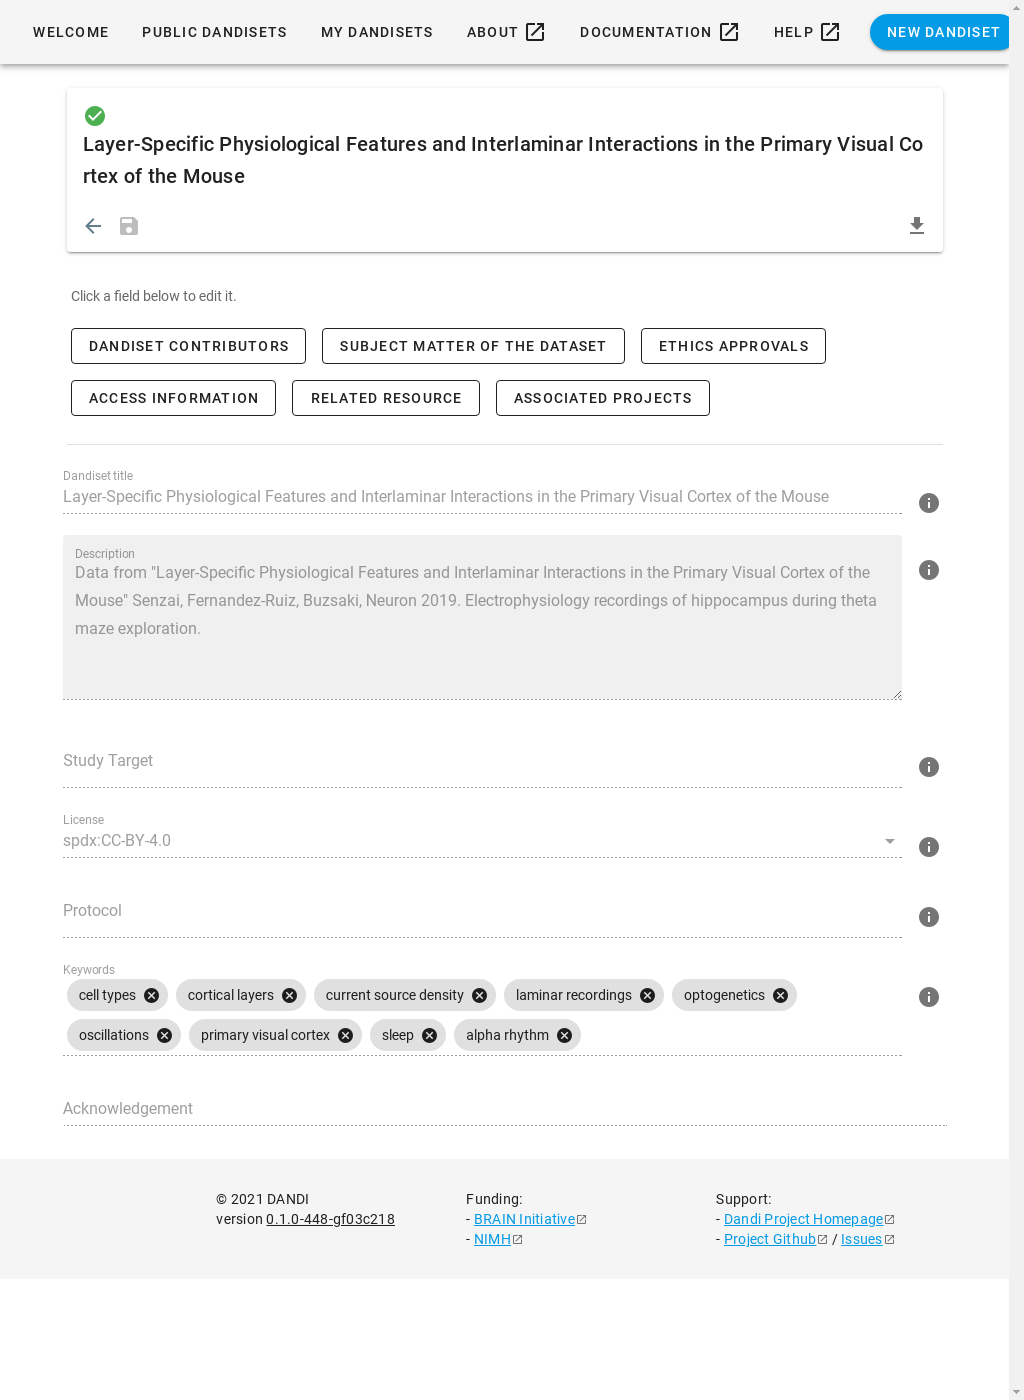 WELCOME PUBLIC DANDISETS MY DANDISETS ABOUT DOCUMENTATION HELP NEW DANDISET
Layer-Specific Physiological Features and Interlaminar Interactions in the Primary Visual Co
rtex of the Mouse
Click a field below to edit it.
DANDISET CONTRIBUTORS SUBJECT MATTER OF THE DATASET ETHICS APPROVALS
ACCESS INFORMATION RELATED RESOURCE ASSOCIATED PROJECTS
Dandiset title
Layer-Specific Physiological Features and Interlaminar Interactions in the Primary Visual Cortex of the Mouse
Description
Data from "Layer-Specific Physiological Features and Interlaminar Interactions in the Primary Visual Cortex of the
Mouse" Senzai, Fernandez-Ruiz, Buzsaki, Neuron 2019. Electrophysiology recordings of hippocampus during theta
maze exploration.
Study Target
License
spdx:CC-BY-4.0
Protocol
Keywords
cell types cortical layers current source density laminar recordings optogenetics
oscillations primary visual cortex sleep alpha rhythm
Acknowledgement
© 2021 DANDI
version 0.1.0-448-gf03c218
Funding:
- BRAIN Initiative
- NIMH
Support:
- Dandi Project Homepage
- Project Github / Issues